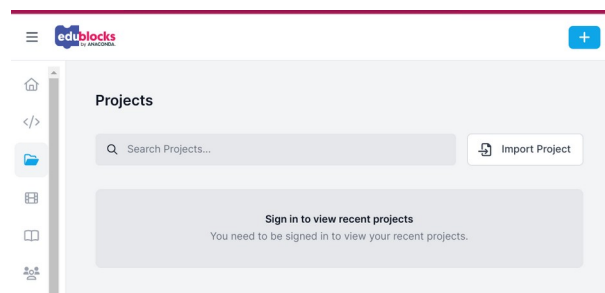 edublocks
by ANACONDA.
Projects
Search Projects...
Import Project
Sign in to view recent projects
You need to be signed in to view your recent projects.